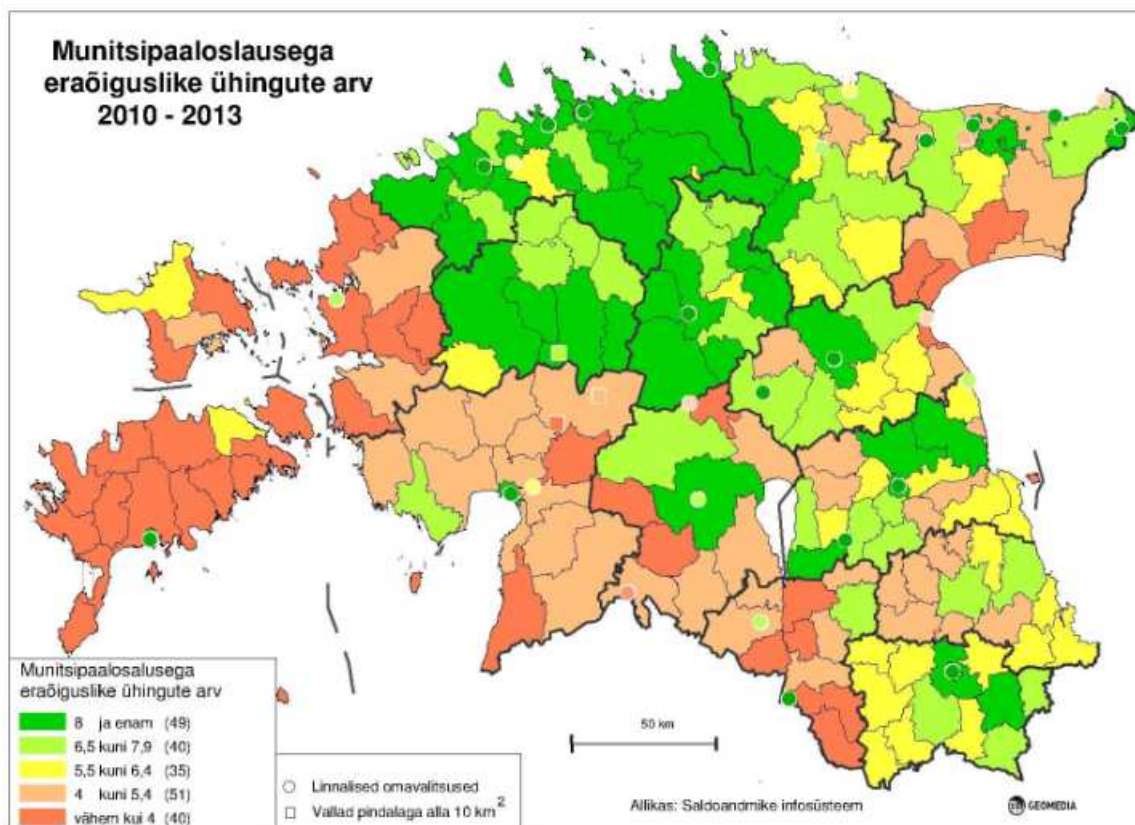 Munitsipaaloslausega
eraõiguslike ühingute arv
2010 - 2013
Munitsipaalosalusega
eraõiguslike ühingute arv
8 ja enam (49)
6,5 kuni 7,9 (40)
5,5 kuni 6,4 (35)
4 kuni 5,4 (51)
vähem kui 4 (40)
Linnalised omavalitsused
Vallad pindalaga alla 10 km²
50 km
Allikas: Saldoandmike infosüsteem
GEOMEDIA